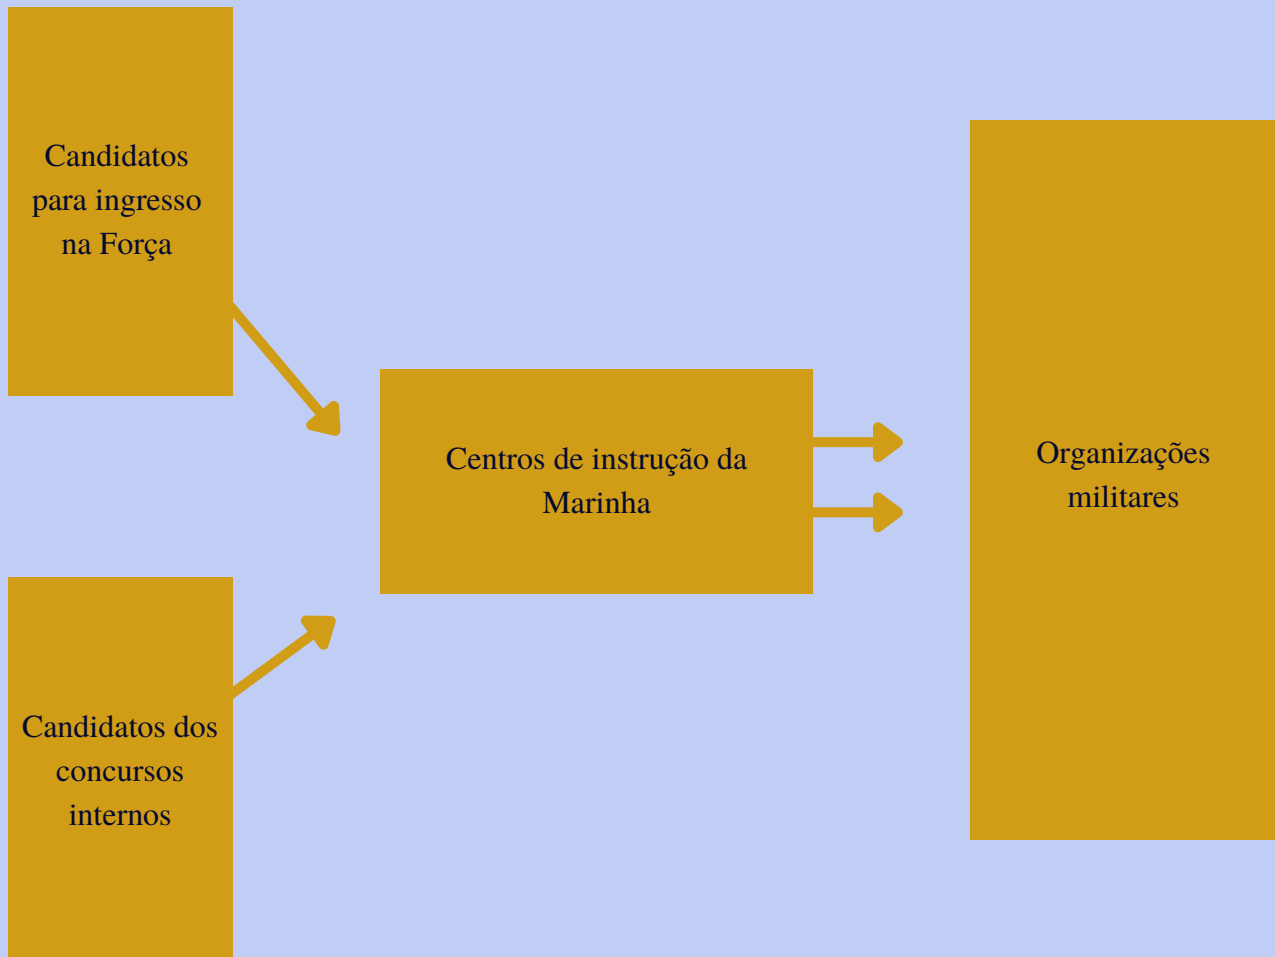 Candidatos
para ingresso
na Força
Centros de instrução da
Marinha
Organizações
militares
Candidatos dos
concursos
internos